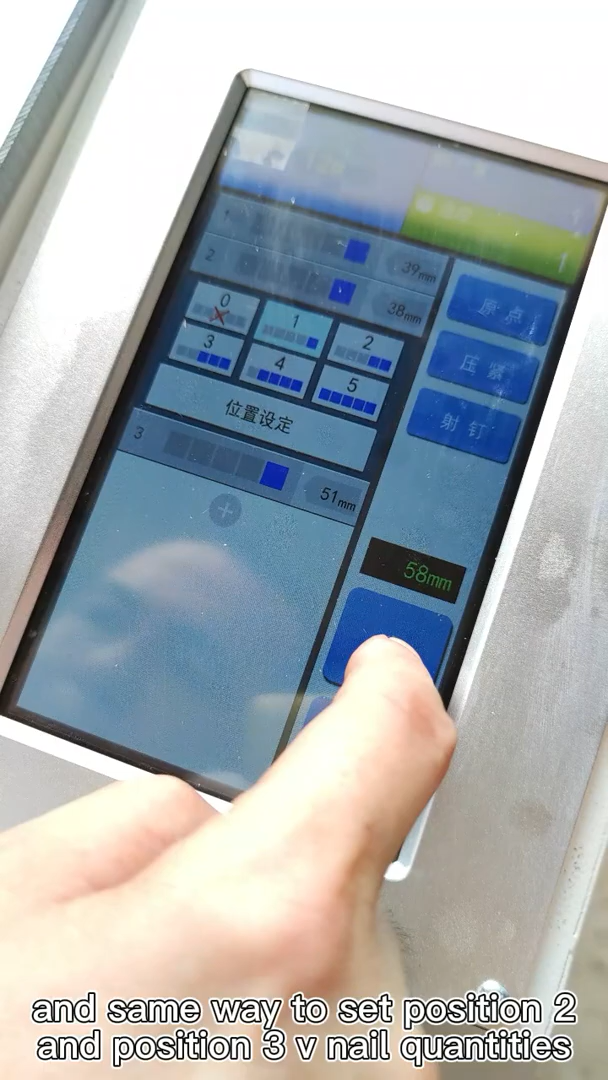 39mm
2
38mm
0
1
2
3
4
5
位置设定
3
51mm
+
原点
压紧
射钉
58mm
and same way to set position 2
and position 3 v nail quantities